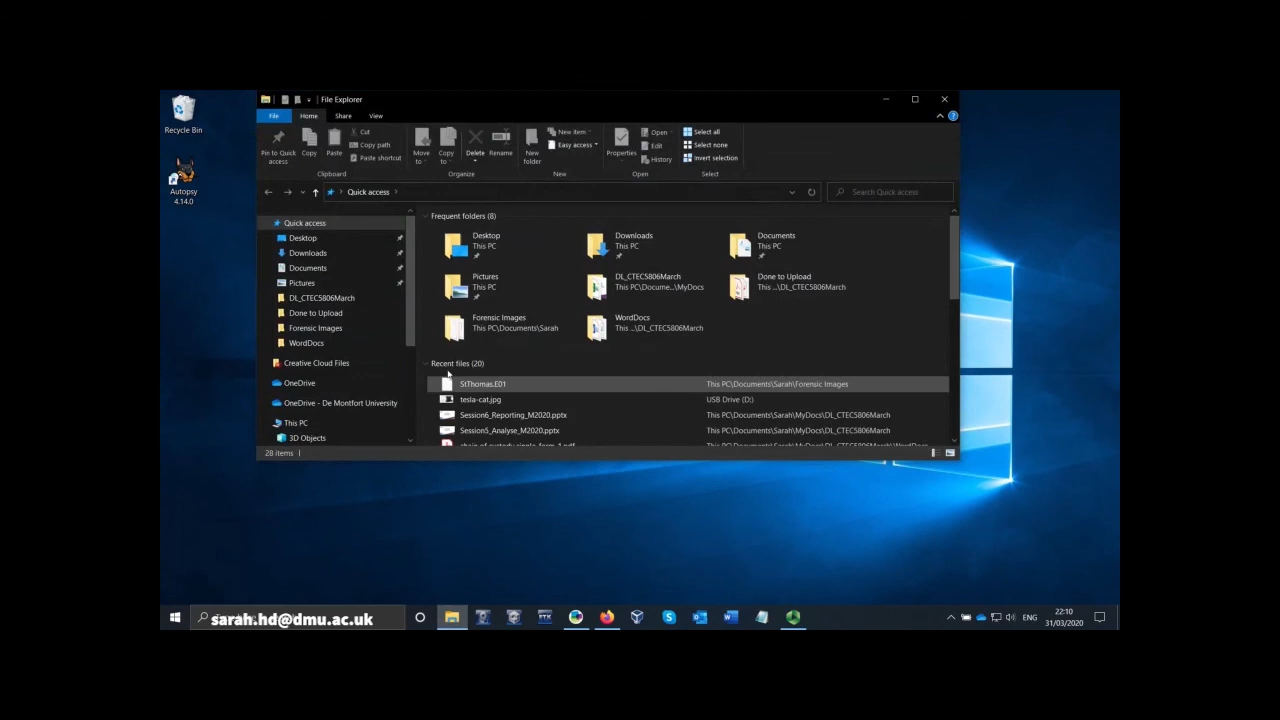 Recycle Bin
Autopsy
4.14.0
File Explorer
File
Home
Share
View
Pin to Quick
access
Copy
Paste
Cut
Copy path
Paste shortcut
Clipboard
Move
to
Copy
to
Delete
Rename
Organize
New
folder
New item
Easy access
New
Properties
Open
Edit
History
Open
Select all
Select none
Invert selection
Select
Quick access
Search Quick access
Quick access
Desktop
Downloads
Documents
Pictures
DL_CTEC5806March
Done to Upload
Forensic Images
WordDocs
Creative Cloud Files
OneDrive
OneDrive - De Montfort University
This PC
3D Objects
Frequent folders (8)
Desktop
This PC
Downloads
This PC
Documents
This PC
Pictures
This PC
DL_CTEC5806March
This PC\Docume...\MyDocs
Done to Upload
This ...\DL_CTEC5806March
Forensic Images
This PC\Documents\Sarah
WordDocs
This ...\DL_CTEC5806March
Recent files (20)
StThomas.E01 This PC\Documents\Sarah\Forensic Images
tesla-cat.jpg USB Drive (D:)
Session6_Reporting_M2020.pptx This PC\Documents\Sarah\MyDocs\DL_CTEC5806March
Session5_Analyse_M2020.pptx This PC\Documents\Sarah\MyDocs\DL_CTEC5806March
28 items
sarah.hd@dmu.ac.uk
FTK
ENG
22:10
31/03/2020